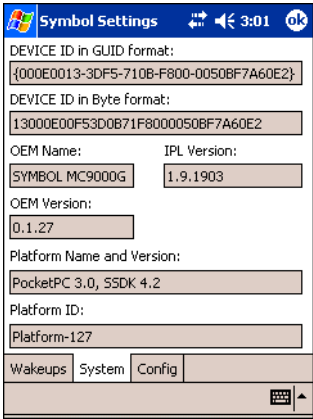 Symbol Settings 3:01 ok
DEVICE ID in GUID format:
{000E0013-3DF5-710B-F800-0050BF7A60E2}
DEVICE ID in Byte format:
13000E00F53D0B71F8000050BF7A60E2
OEM Name: IPL Version:
SYMBOL MC9000G 1.9.1903
OEM Version:
0.1.27
Platform Name and Version:
PocketPC 3.0, SSDK 4.2
Platform ID:
Platform-127
Wakeups System Config